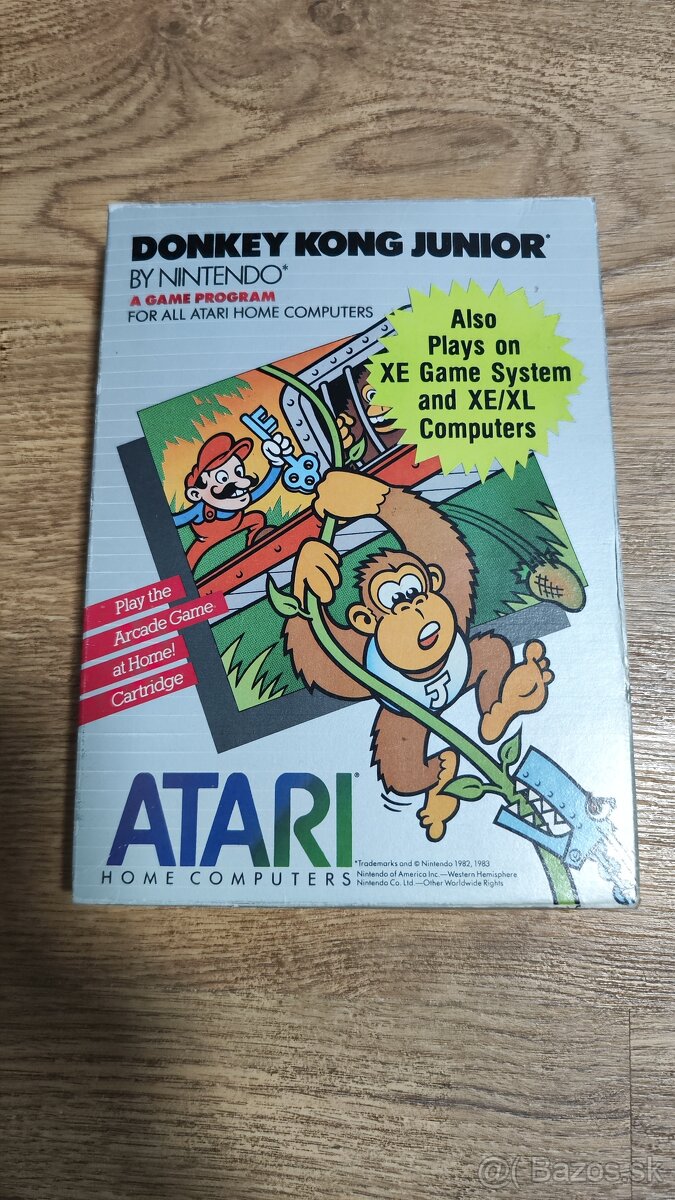 DONKEY KONG JUNIOR*
BY NINTENDO*
A GAME PROGRAM
FOR ALL ATARI HOME COMPUTERS
Also
Plays on
XE Game System
and XE/XL
Computers
Play the
Arcade Game
at Home!
Cartridge
J
ATARI®
HOME COMPUTERS
*Trademarks and © Nintendo 1982, 1983
Nintendo of America Inc.—Western Hemisphere
Nintendo Co. Ltd.—Other Worldwide Rights
@( Bazos.sk